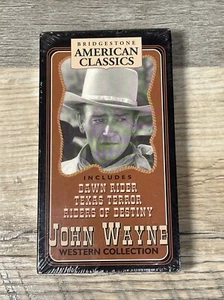 BRIDGESTONE
AMERICAN
CLASSICS
INCLUDES
DAWN RIDER
TEXAS TERROR
RIDERS OF DESTINY
JOHN WAYNE
WESTERN COLLECTION